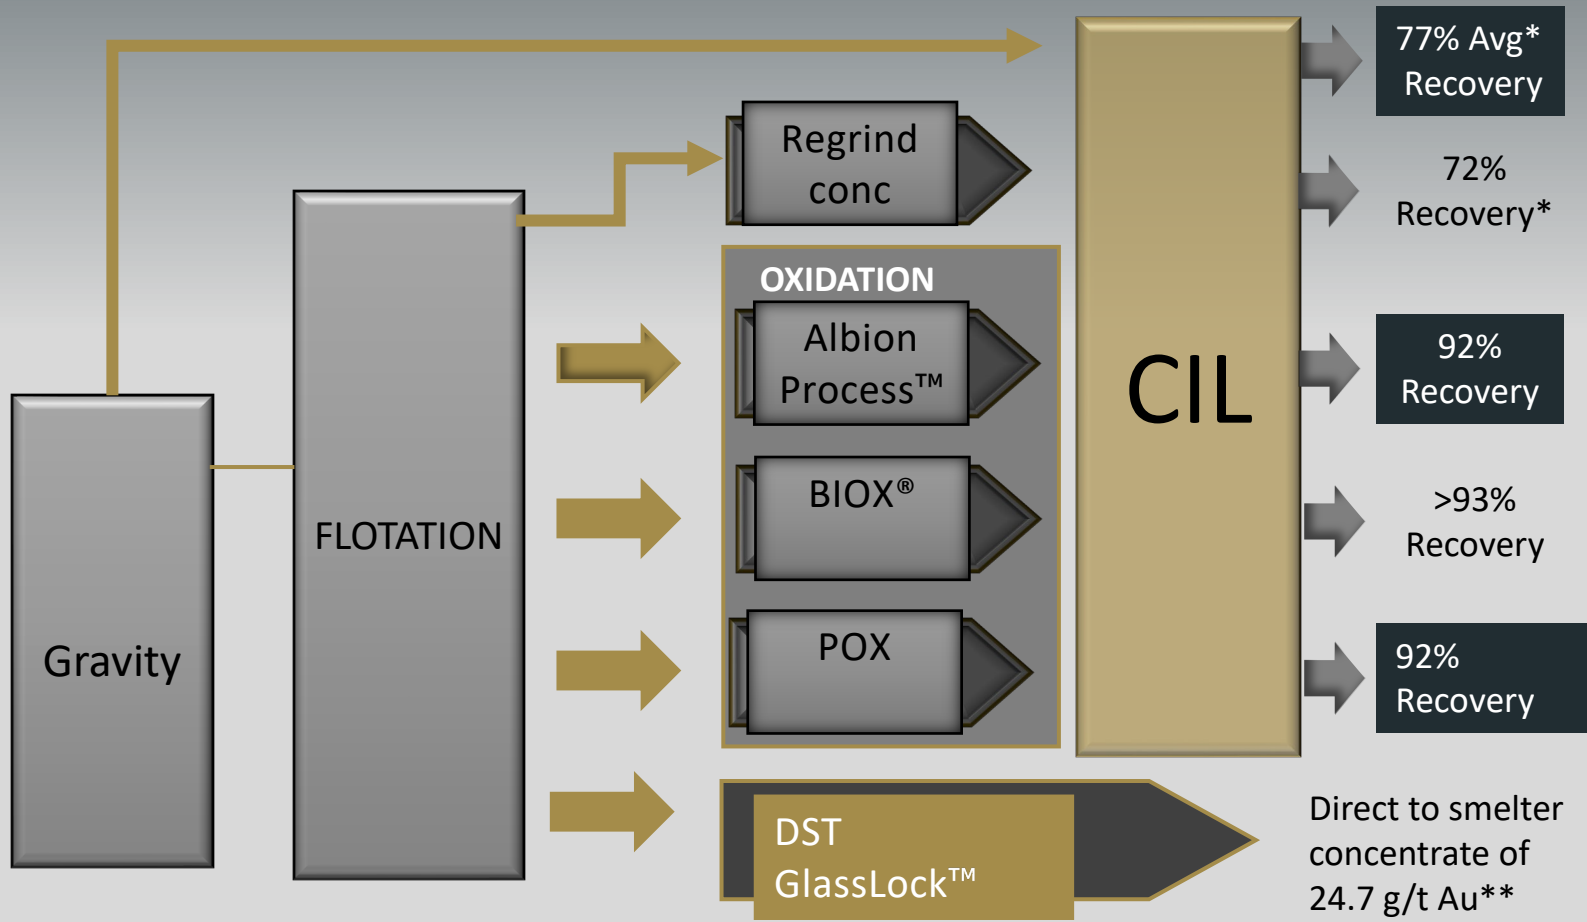 77% Avg*
Recovery
Regrind
conc
72%
Recovery*
OXIDATION
Albion
Process™
92%
Recovery
CIL
BIOX®
>93%
Recovery
FLOTATION
Gravity
POX
92%
Recovery
DST
GlassLock™
Direct to smelter
concentrate of
24.7 g/t Au**